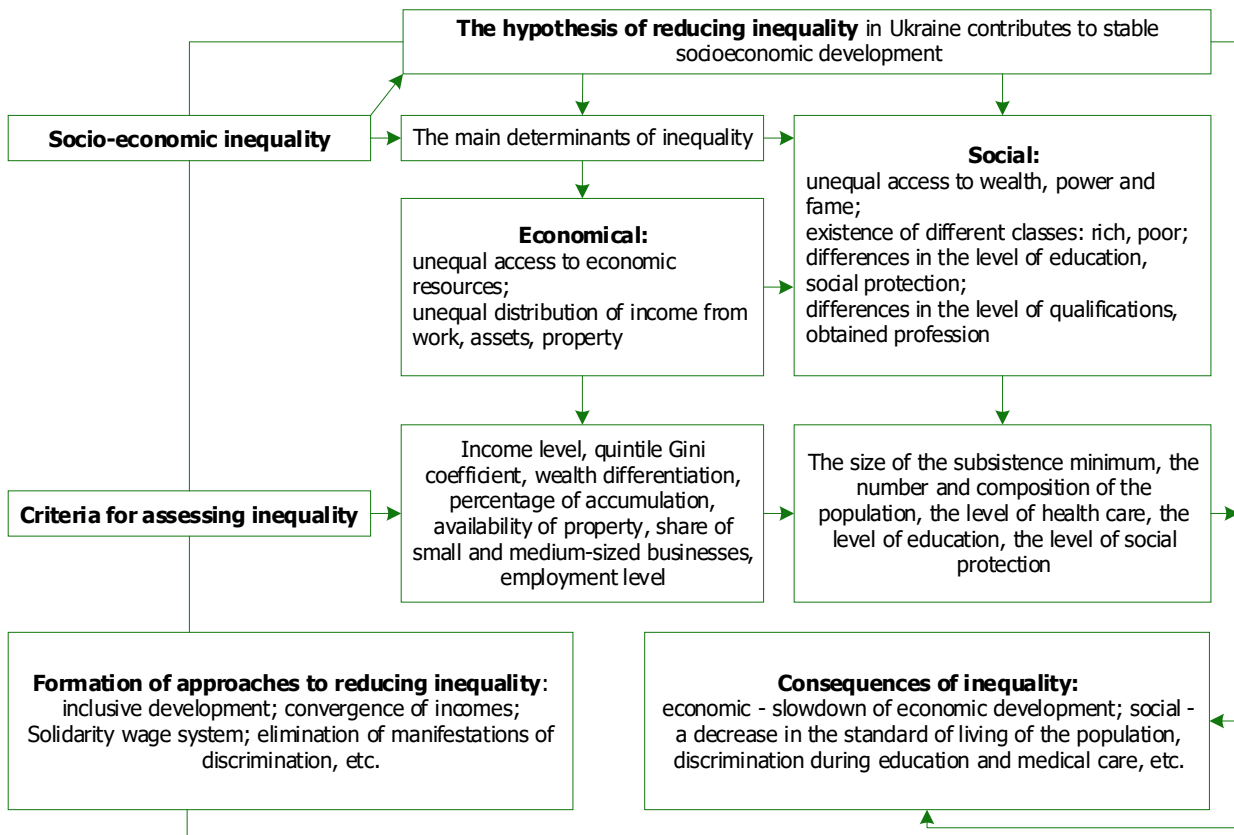 The hypothesis of reducing inequality in Ukraine contributes to stable
socioeconomic development
Socio-economic inequality
The main determinants of inequality
Social:
unequal access to wealth, power and
fame;
existence of different classes: rich, poor;
differences in the level of education,
social protection;
differences in the level of qualifications,
obtained profession
Economical:
unequal access to economic
resources;
unequal distribution of income from
work, assets, property
Criteria for assessing inequality
Income level, quintile Gini
coefficient, wealth differentiation,
percentage of accumulation,
availability of property, share of
small and medium-sized businesses,
employment level
The size of the subsistence minimum, the
number and composition of the
population, the level of health care, the
level of education, the level of social
protection
Formation of approaches to reducing inequality:
inclusive development; convergence of incomes;
Solidarity wage system; elimination of manifestations of
discrimination, etc.
Consequences of inequality:
economic - slowdown of economic development; social -
a decrease in the standard of living of the population,
discrimination during education and medical care, etc.